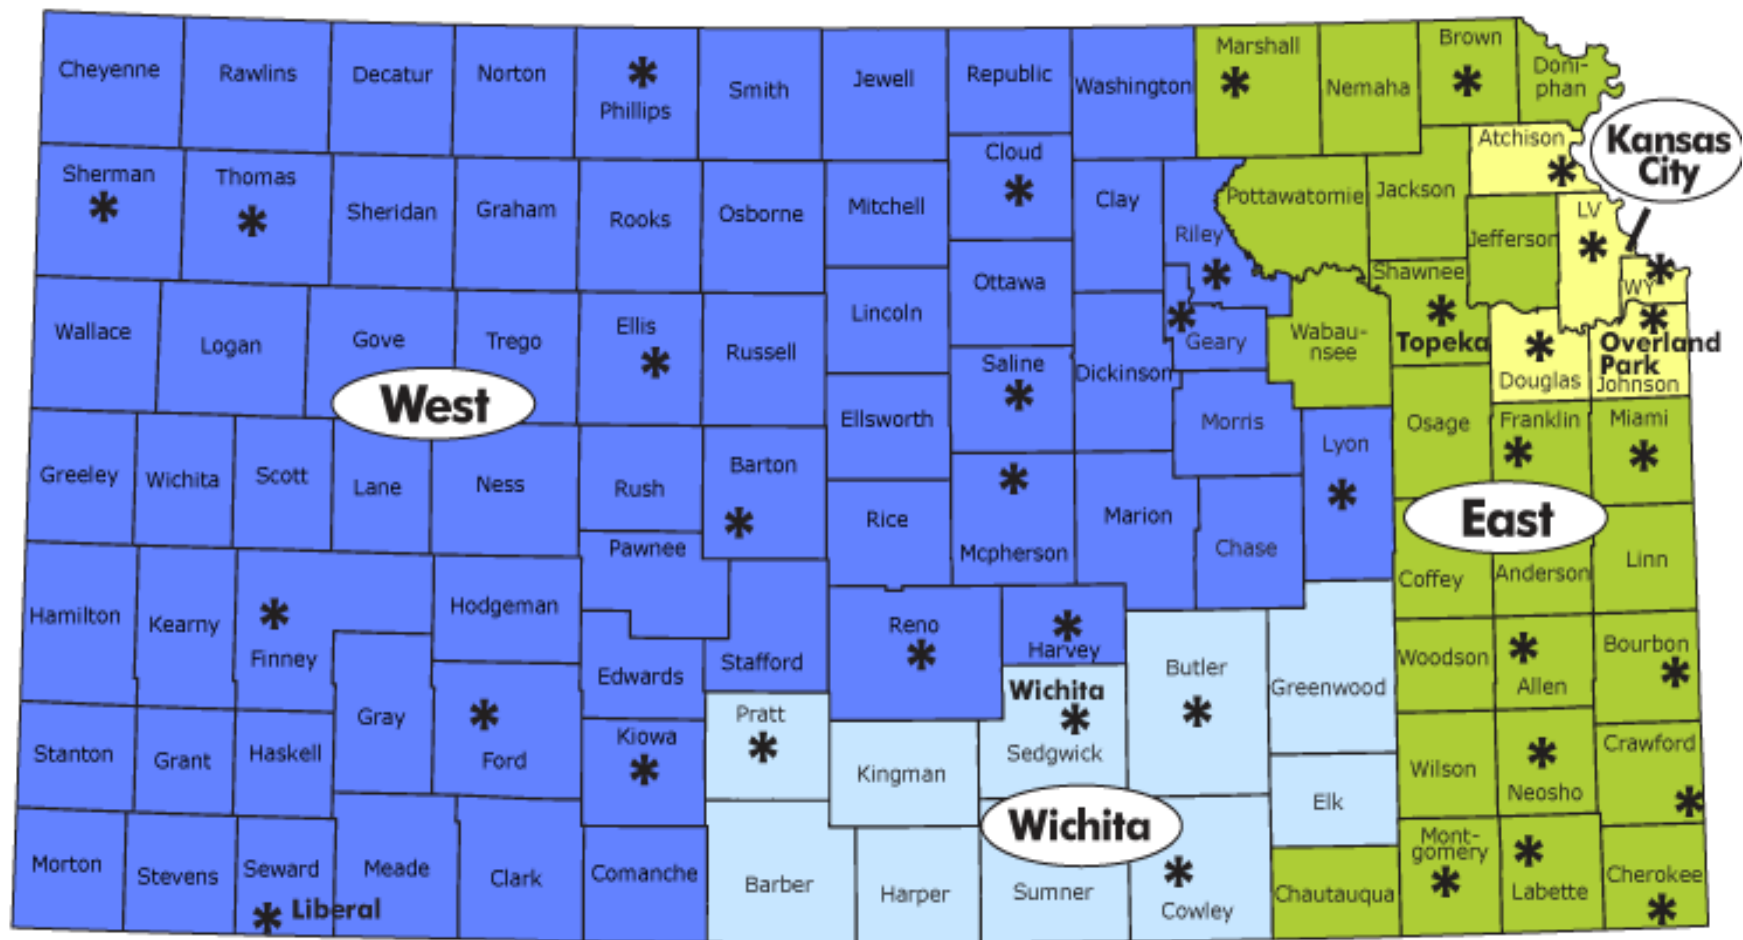 Cheyenne
Rawlins
Decatur
Norton
Phillips
Smith
Jewell
Republic
Washington
Marshall
Nemaha
Brown
Doni-
phan
Atchison
Kansas
City
Sherman
Thomas
Sheridan
Graham
Rooks
Osborne
Mitchell
Cloud
Clay
Riley
Pottawatomie
Jackson
Jefferson
LV
WY
Wallace
Logan
Gove
Trego
Ellis
Russell
Lincoln
Ottawa
Saline
Dickinson
Geary
Wabau-
nsee
Shawnee
Topeka
Douglas
Overland
Park
Johnson
West
Greeley
Wichita
Scott
Lane
Ness
Rush
Barton
Ellsworth
Rice
Mcpherson
Marion
Morris
Chase
Lyon
Osage
Franklin
Miami
East
Pawnee
Coffey
Anderson
Linn
Hamilton
Kearny
Finney
Hodgeman
Edwards
Stafford
Reno
Harvey
Butler
Greenwood
Woodson
Allen
Bourbon
Stanton
Grant
Haskell
Gray
Ford
Kiowa
Pratt
Kingman
Wichita
Sedgwick
Elk
Wilson
Neosho
Crawford
Wichita
Morton
Stevens
Seward
Liberal
Meade
Clark
Comanche
Barber
Harper
Sumner
Cowley
Chautauqua
Mont-
gomery
Labette
Cherokee